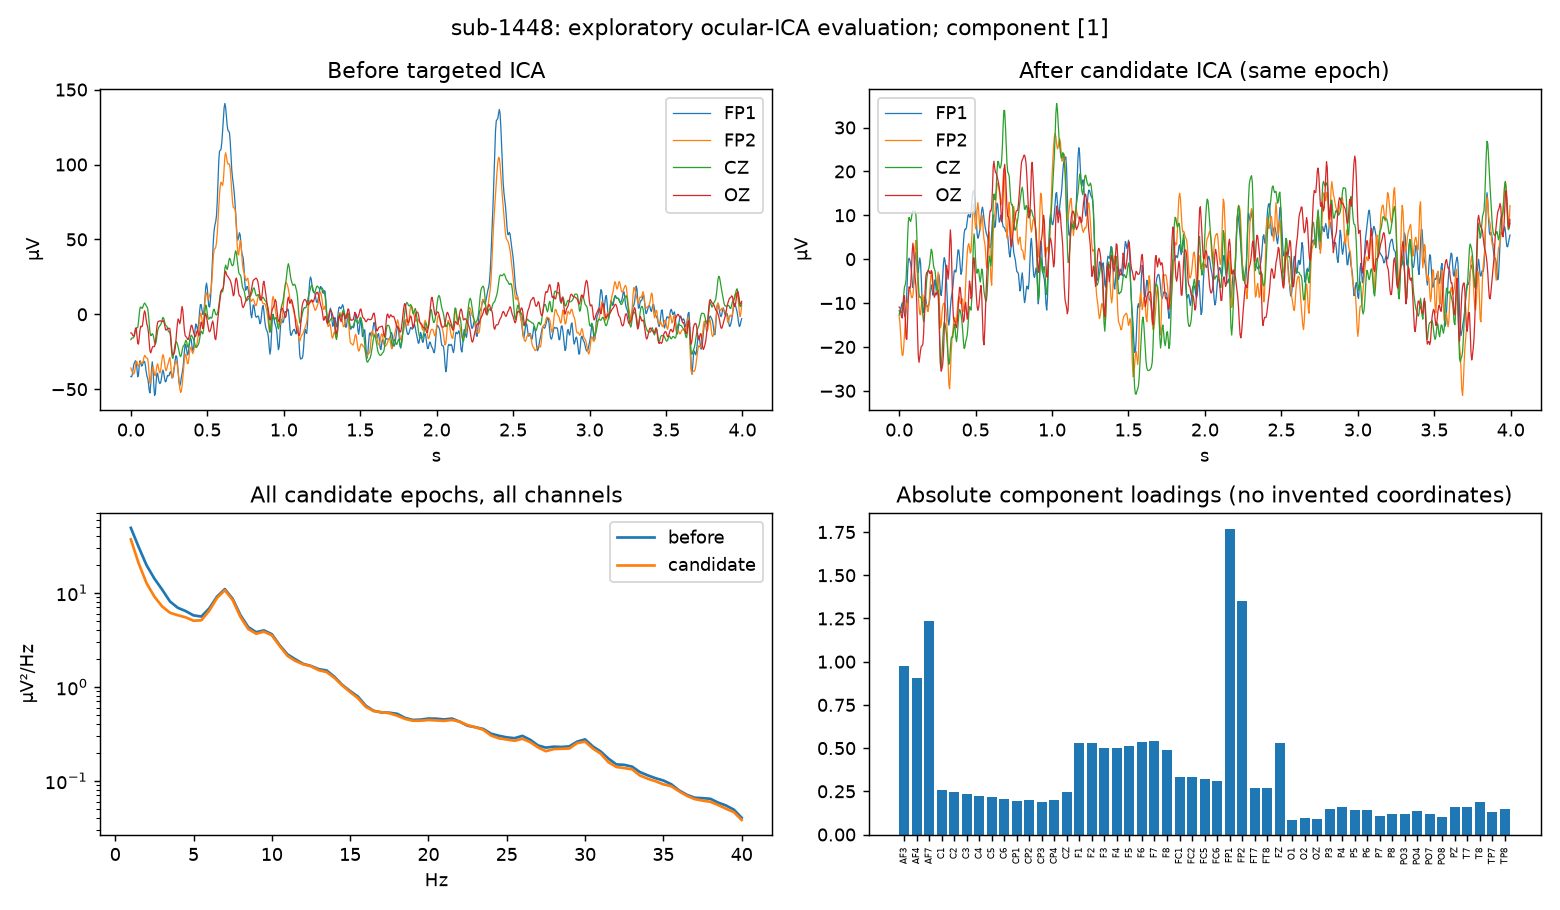 sub-1448: exploratory ocular-ICA evaluation; component [1]
Before targeted ICA
150
100
50
0
−50
µV
FP1
FP2
CZ
OZ
0.0 0.5 1.0 1.5 2.0 2.5 3.0 3.5 4.0
s
After candidate ICA (same epoch)
30
20
10
0
−10
−20
−30
µV
FP1
FP2
CZ
OZ
0.0 0.5 1.0 1.5 2.0 2.5 3.0 3.5 4.0
s
All candidate epochs, all channels
10¹
10⁰
10⁻¹
µV²/Hz
before
candidate
0 5 10 15 20 25 30 35 40
Hz
Absolute component loadings (no invented coordinates)
1.75
1.50
1.25
1.00
0.75
0.50
0.25
0.00
AF3 AF4 AF7 C1 C2 C3 C4 C5 C6 CP1 CP2 CP3 CP4 CZ F1 F2 F3 F4 F5 F6 F7 F8 FC1 FC2 FC5 FC6 FP1 FP2 FT7 FT8 FZ O1 O2 OZ P3 P4 P5 P6 P7 P8 PO3 PO4 PO7 PO8 PZ T7 T8 TP7 TP8